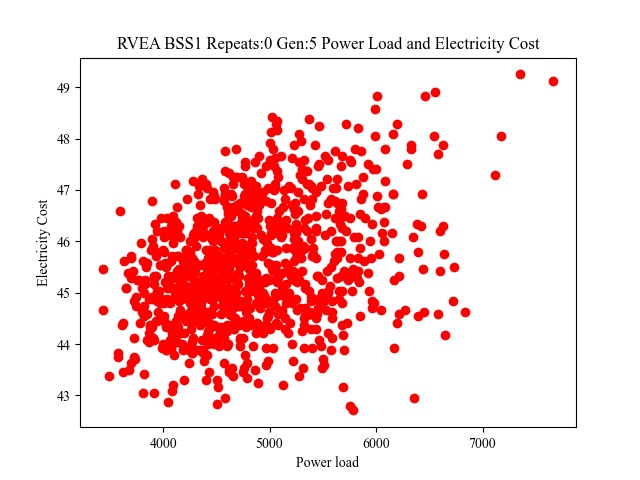 RVEA BSS1 Repeats:0 Gen:5 Power Load and Electricity Cost
49
48
47
46
45
44
43
Electricity Cost
4000 5000 6000 7000
Power load